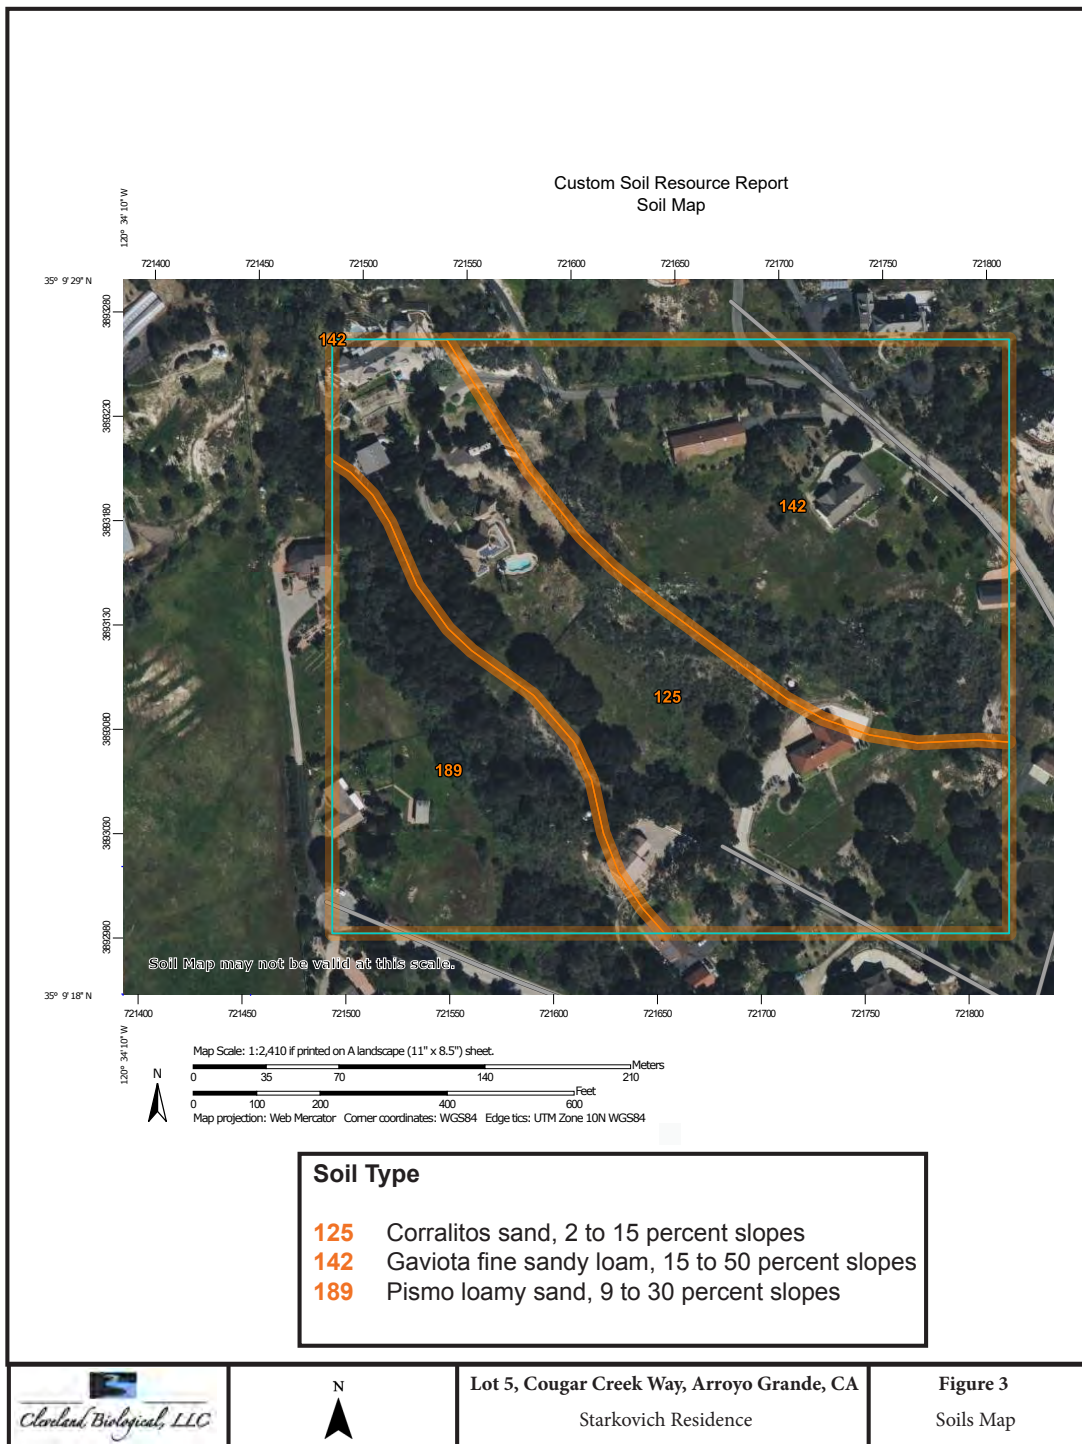 Custom Soil Resource Report
Soil Map
120° 34' 10" W
721400 721450 721500 721550 721600 721650 721700 721750 721800
35° 9' 29" N
3893280
142
3893230
3893180
142
3893130
125
3893080
189
3893030
3892980
Soil Map may not be valid at this scale.
35° 9' 18" N
721400 721450 721500 721550 721600 721650 721700 721750 721800
120° 34' 10" W
Map Scale: 1:2,410 if printed on A landscape (11" x 8.5") sheet.
N
Meters
0 35 70 140 210
Feet
0 100 200 400 600
Map projection: Web Mercator Corner coordinates: WGS84 Edge tics: UTM Zone 10N WGS84
Soil Type
125 Corralitos sand, 2 to 15 percent slopes
142 Gaviota fine sandy loam, 15 to 50 percent slopes
189 Pismo loamy sand, 9 to 30 percent slopes
Cleveland Biological, LLC
N
Lot 5, Cougar Creek Way, Arroyo Grande, CA
Starkovich Residence
Figure 3
Soils Map